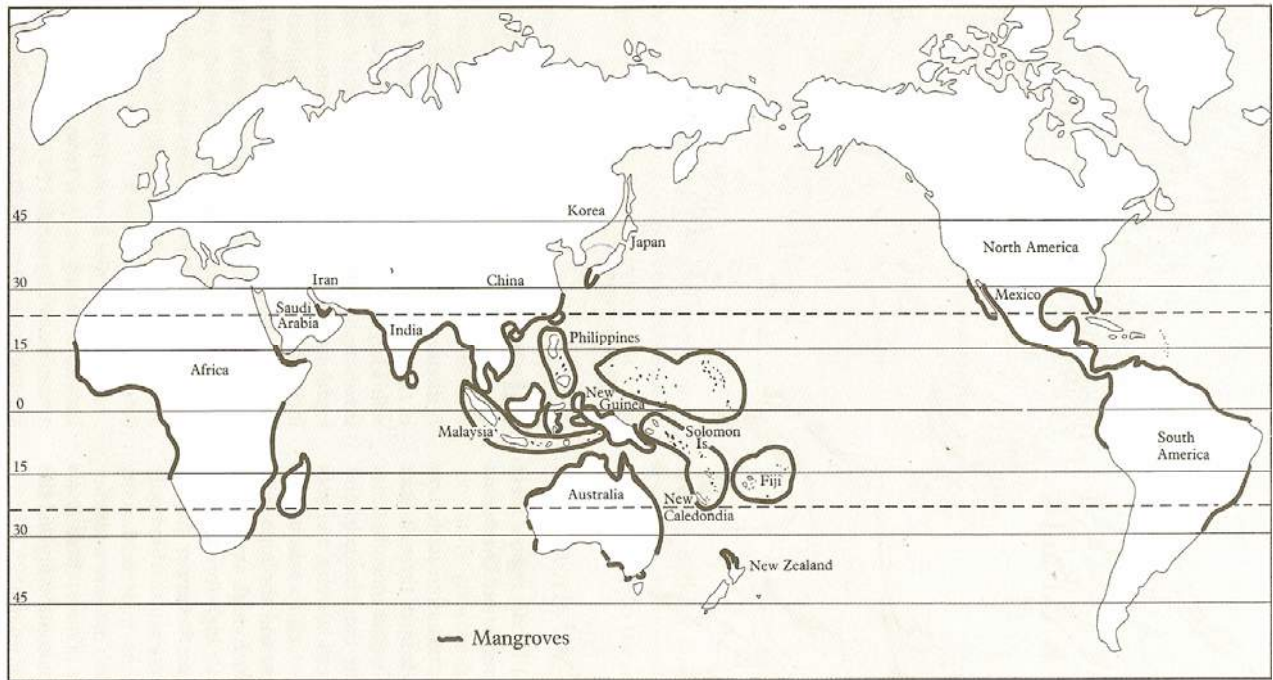 45
Korea
Japan
North America
30
Iran
China
Mexico
Saudi
Arabia
India
Philippines
15
Africa
New
Guinea
0
Malaysia
Solomon
Is
South
America
15
Australia
Fiji
New
Caledondia
30
New Zealand
45
Mangroves